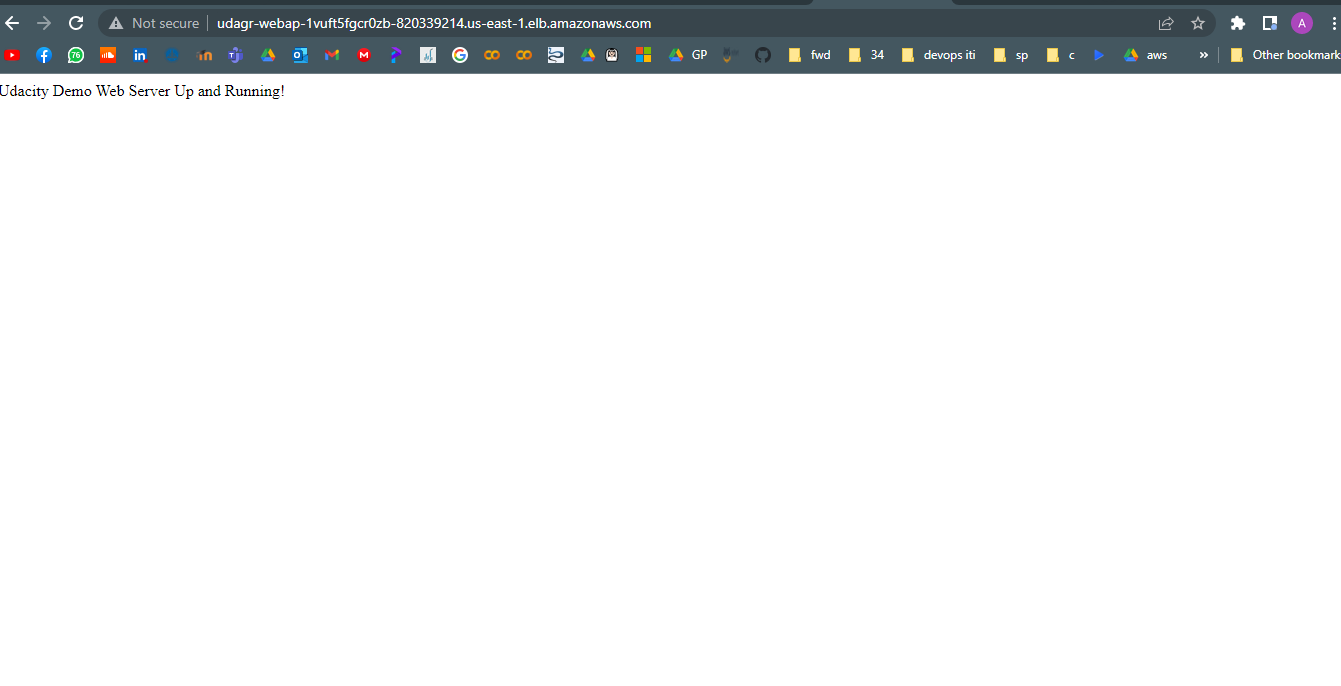 Not secure udagr-webap-1vuft5fgcr0zb-820339214.us-east-1.elb.amazonaws.com A
76 in M GP fwd 34 devops iti sp c aws » Other bookmark
Udacity Demo Web Server Up and Running!